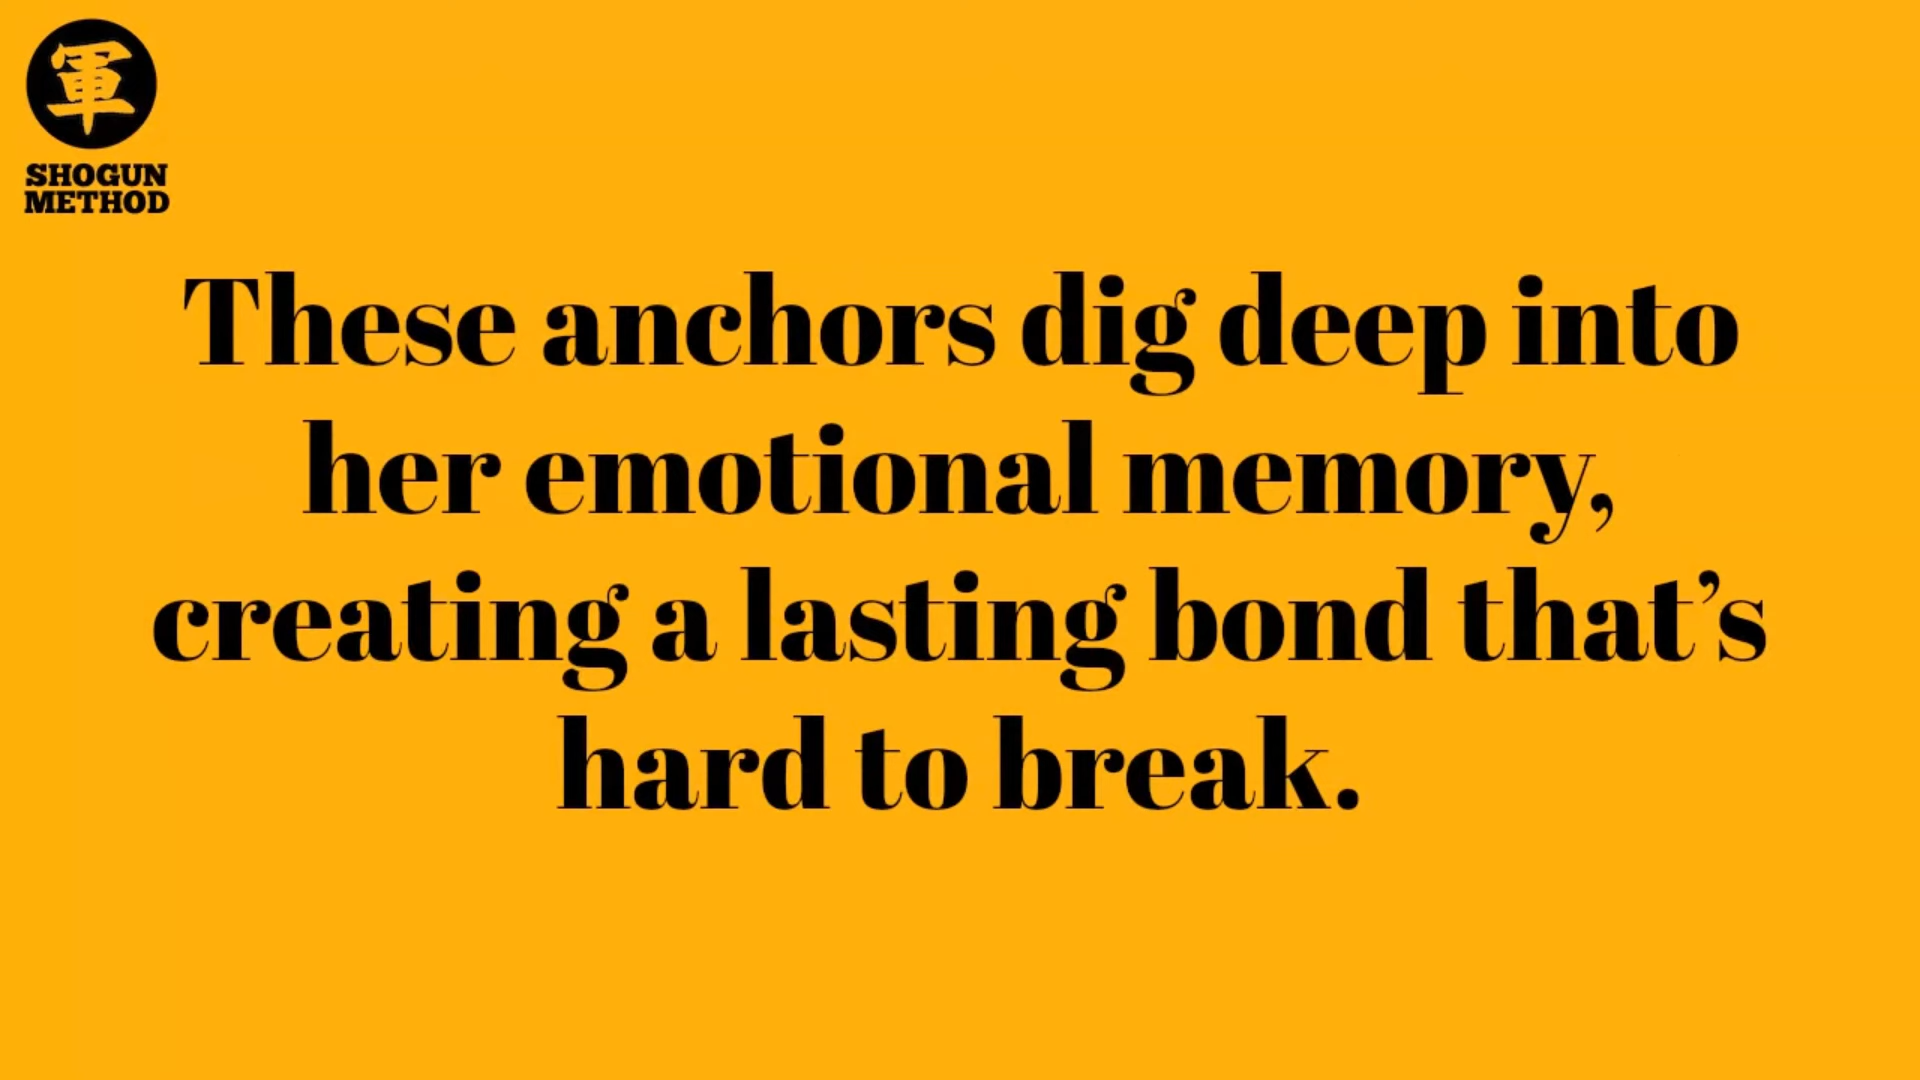 軍
SHOGUN
METHOD
These anchors dig deep into
her emotional memory,
creating a lasting bond that’s
hard to break.